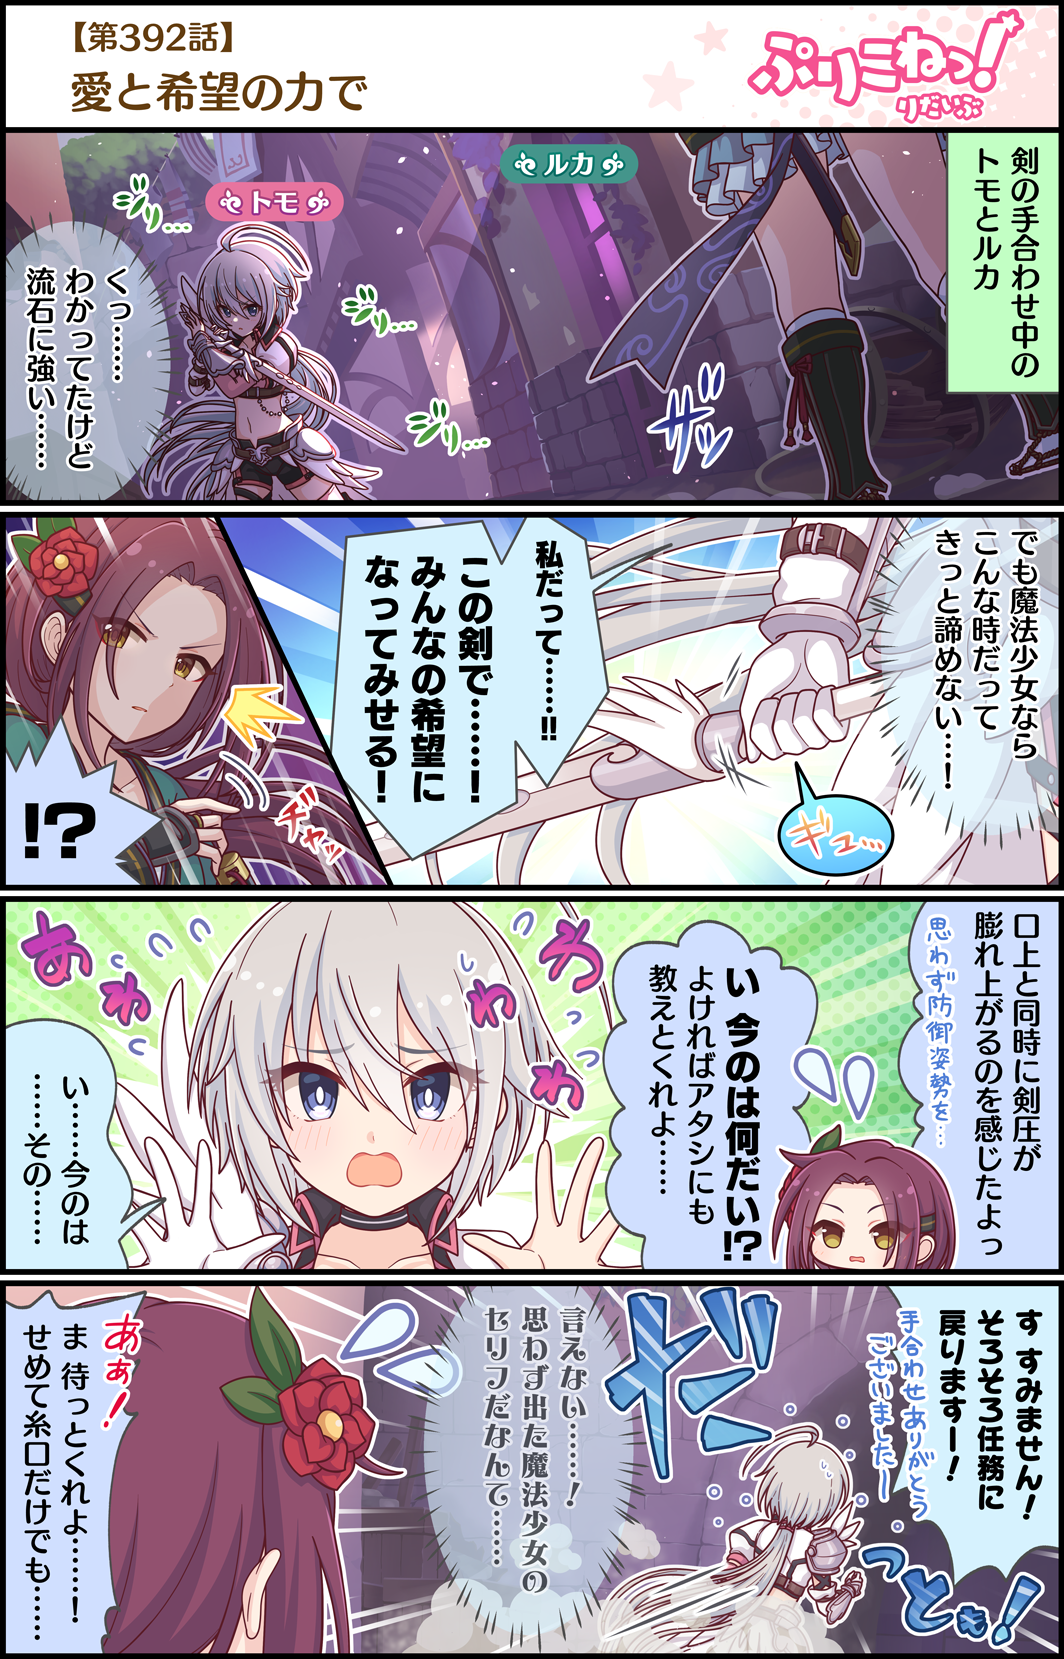 【第392話】
愛と希望の力で
ぷりこねっ!
りだいぶ
剣の手合わせ中の
トモとルカ
ルカ
トモ
ザッ
ジリ…
ジリ…
ジリ…
くっ……
わかってたけど
流石に強い……
でも魔法少女なら
こんな時だって
きっと諦めない…!
ギュ…
私だって……!!
この剣で……!
みんなの希望に
なってみせる!
チャッ
!?
口上と同時に剣圧が
膨れ上がるのを感じたよっ
思わず防御姿勢を…
い 今のは何だい!?
よければアタシにも
教えとくれよ……
わ
わ
わ
あ
わ
い……今のは
……その……
す すみません!
そろそろ任務に
戻りますー!
手合わせありがとう
ございましたー
ダッ
つとぉ!
言えない……!
思わず出た魔法少女の
セリフだなんて……
あぁ!
ま 待っとくれよ……!
せめて糸口だけでも……